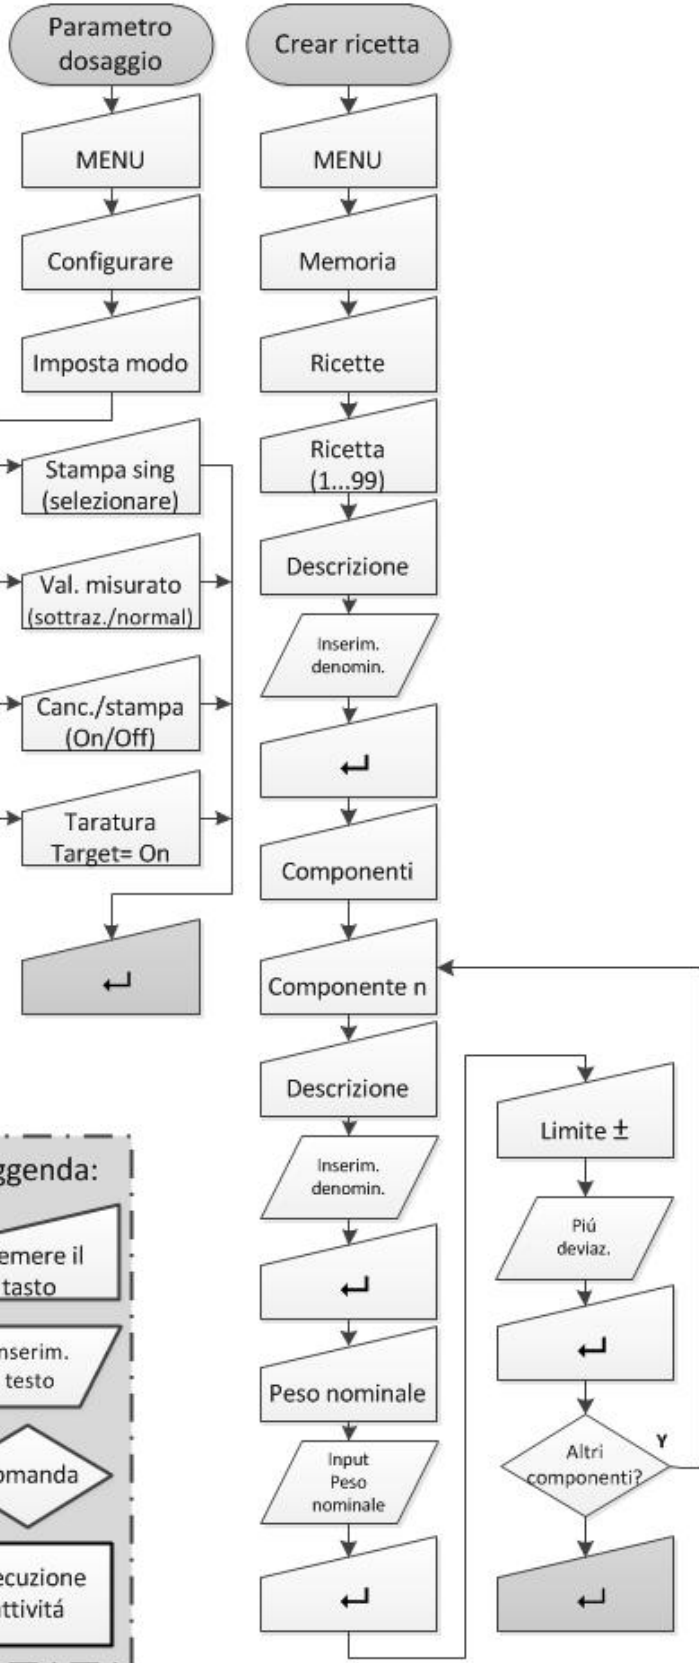 Parametro
dosaggio
MENU
Configurare
Imposta modo
Stampa sing
(selezionare)
Val. misurato
(sottraz./normal)
Canc./stampa
(On/Off)
Taratura
Target= On
↵
Crear ricetta
MENU
Memoria
Ricette
Ricetta
(1...99)
Descrizione
Inserim.
denomin.
↵
Componenti
Componente n
Descrizione
Inserim.
denomin.
↵
Peso nominale
Input
Peso
nominale
↵
Limite ±
Piú
deviaz.
↵
Altri
componenti?
Y
↵
ggenda:
emere il
tasto
nserim.
testo
omanda
ecuzione
ttivitá